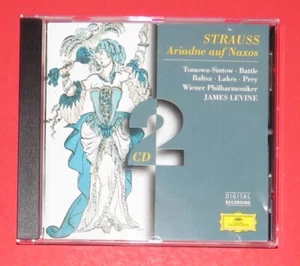 STRAUSS
Ariadne auf Naxos
Tomowa-Sintow · Battle
Baltsa · Lakes · Prey
Wiener Philharmoniker
JAMES LEVINE
2
CD
DIGITAL
RECORDING